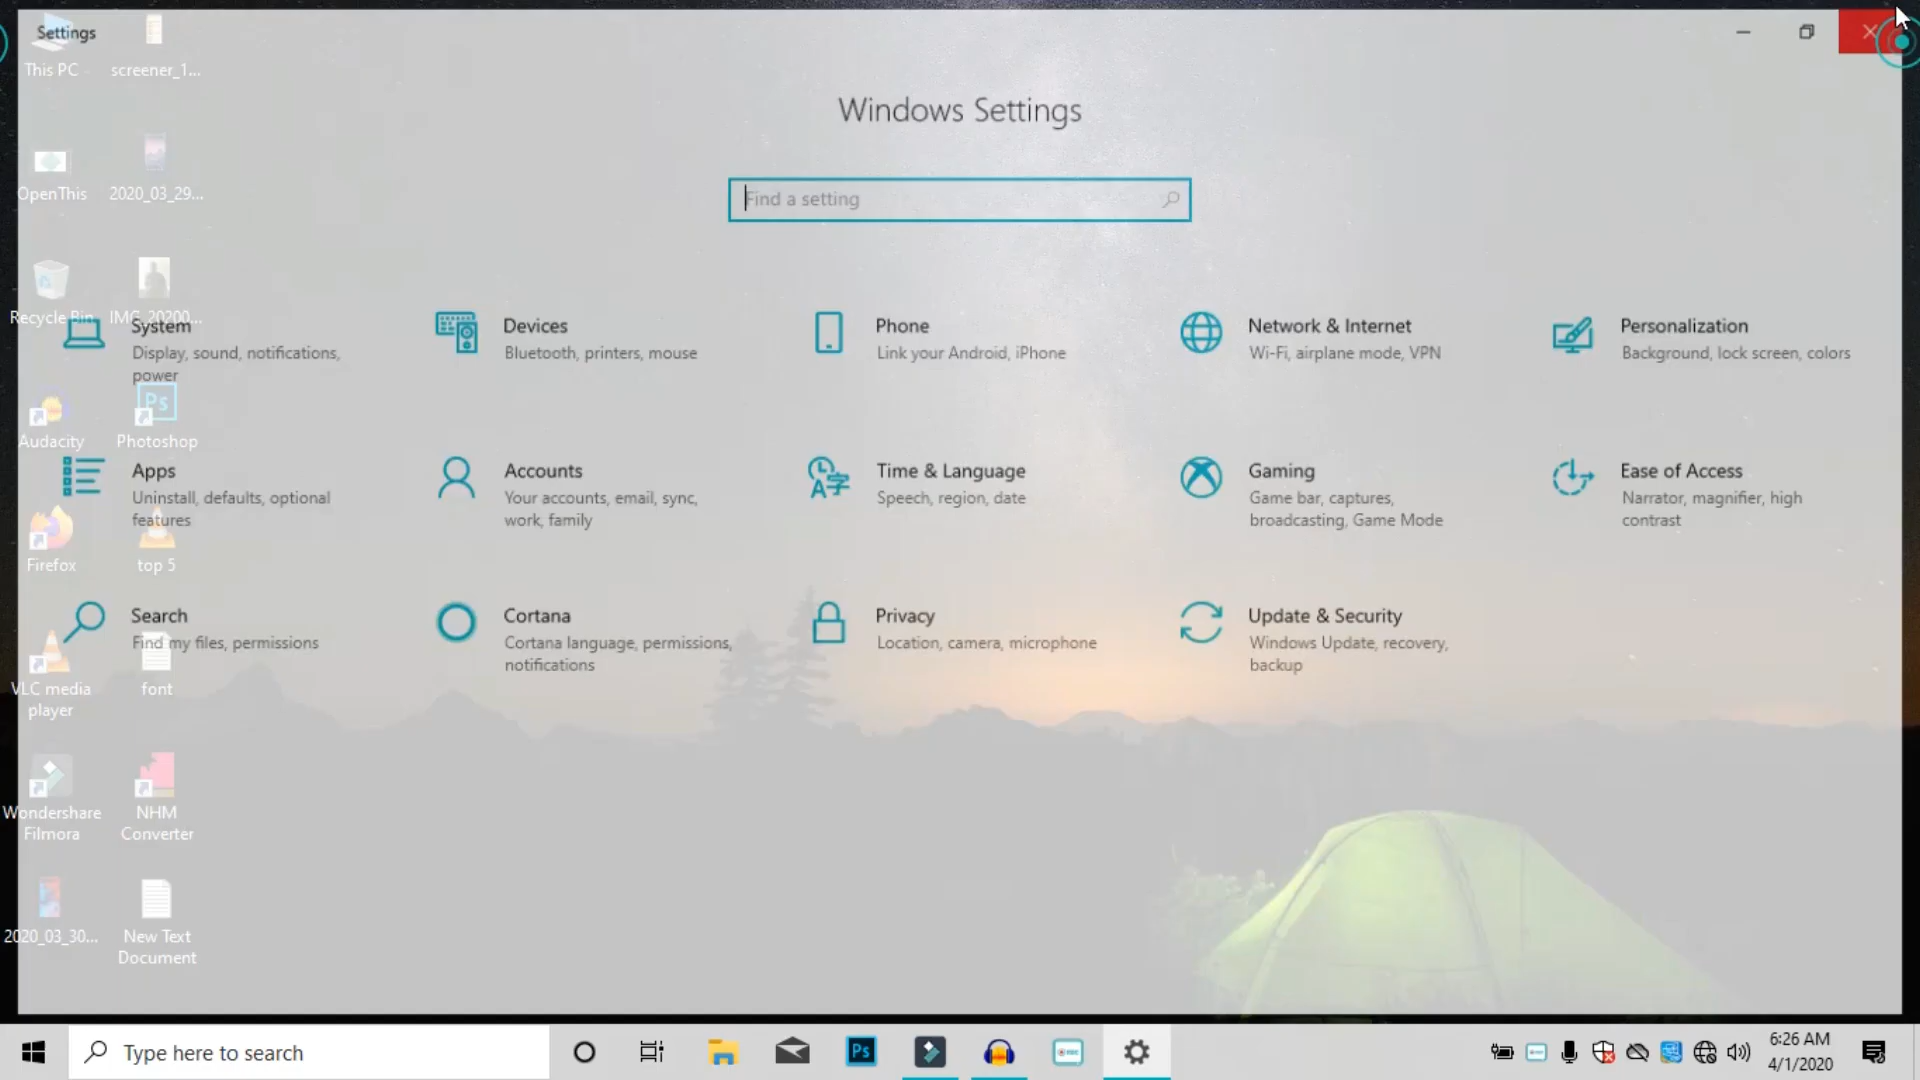 Settings
This PC
screener_1...
Windows Settings
Find a setting
OpenThis
2020_03_29...
Recycle Bin
IMG_20200...
System
Display, sound, notifications,
power
Devices
Bluetooth, printers, mouse
Phone
Link your Android, iPhone
Network & Internet
Wi-Fi, airplane mode, VPN
Personalization
Background, lock screen, colors
Ps
Audacity
Photoshop
Apps
Uninstall, defaults, optional
features
Accounts
Your accounts, email, sync,
work, family
Time & Language
Speech, region, date
Gaming
Game bar, captures,
broadcasting, Game Mode
Ease of Access
Narrator, magnifier, high
contrast
Firefox
top 5
Search
Find my files, permissions
Cortana
Cortana language, permissions,
notifications
Privacy
Location, camera, microphone
Update & Security
Windows Update, recovery,
backup
VLC media
player
font
Wondershare
Filmora
NHM
Converter
2020_03_30...
New Text
Document
Type here to search
Ps
6:26 AM
4/1/2020